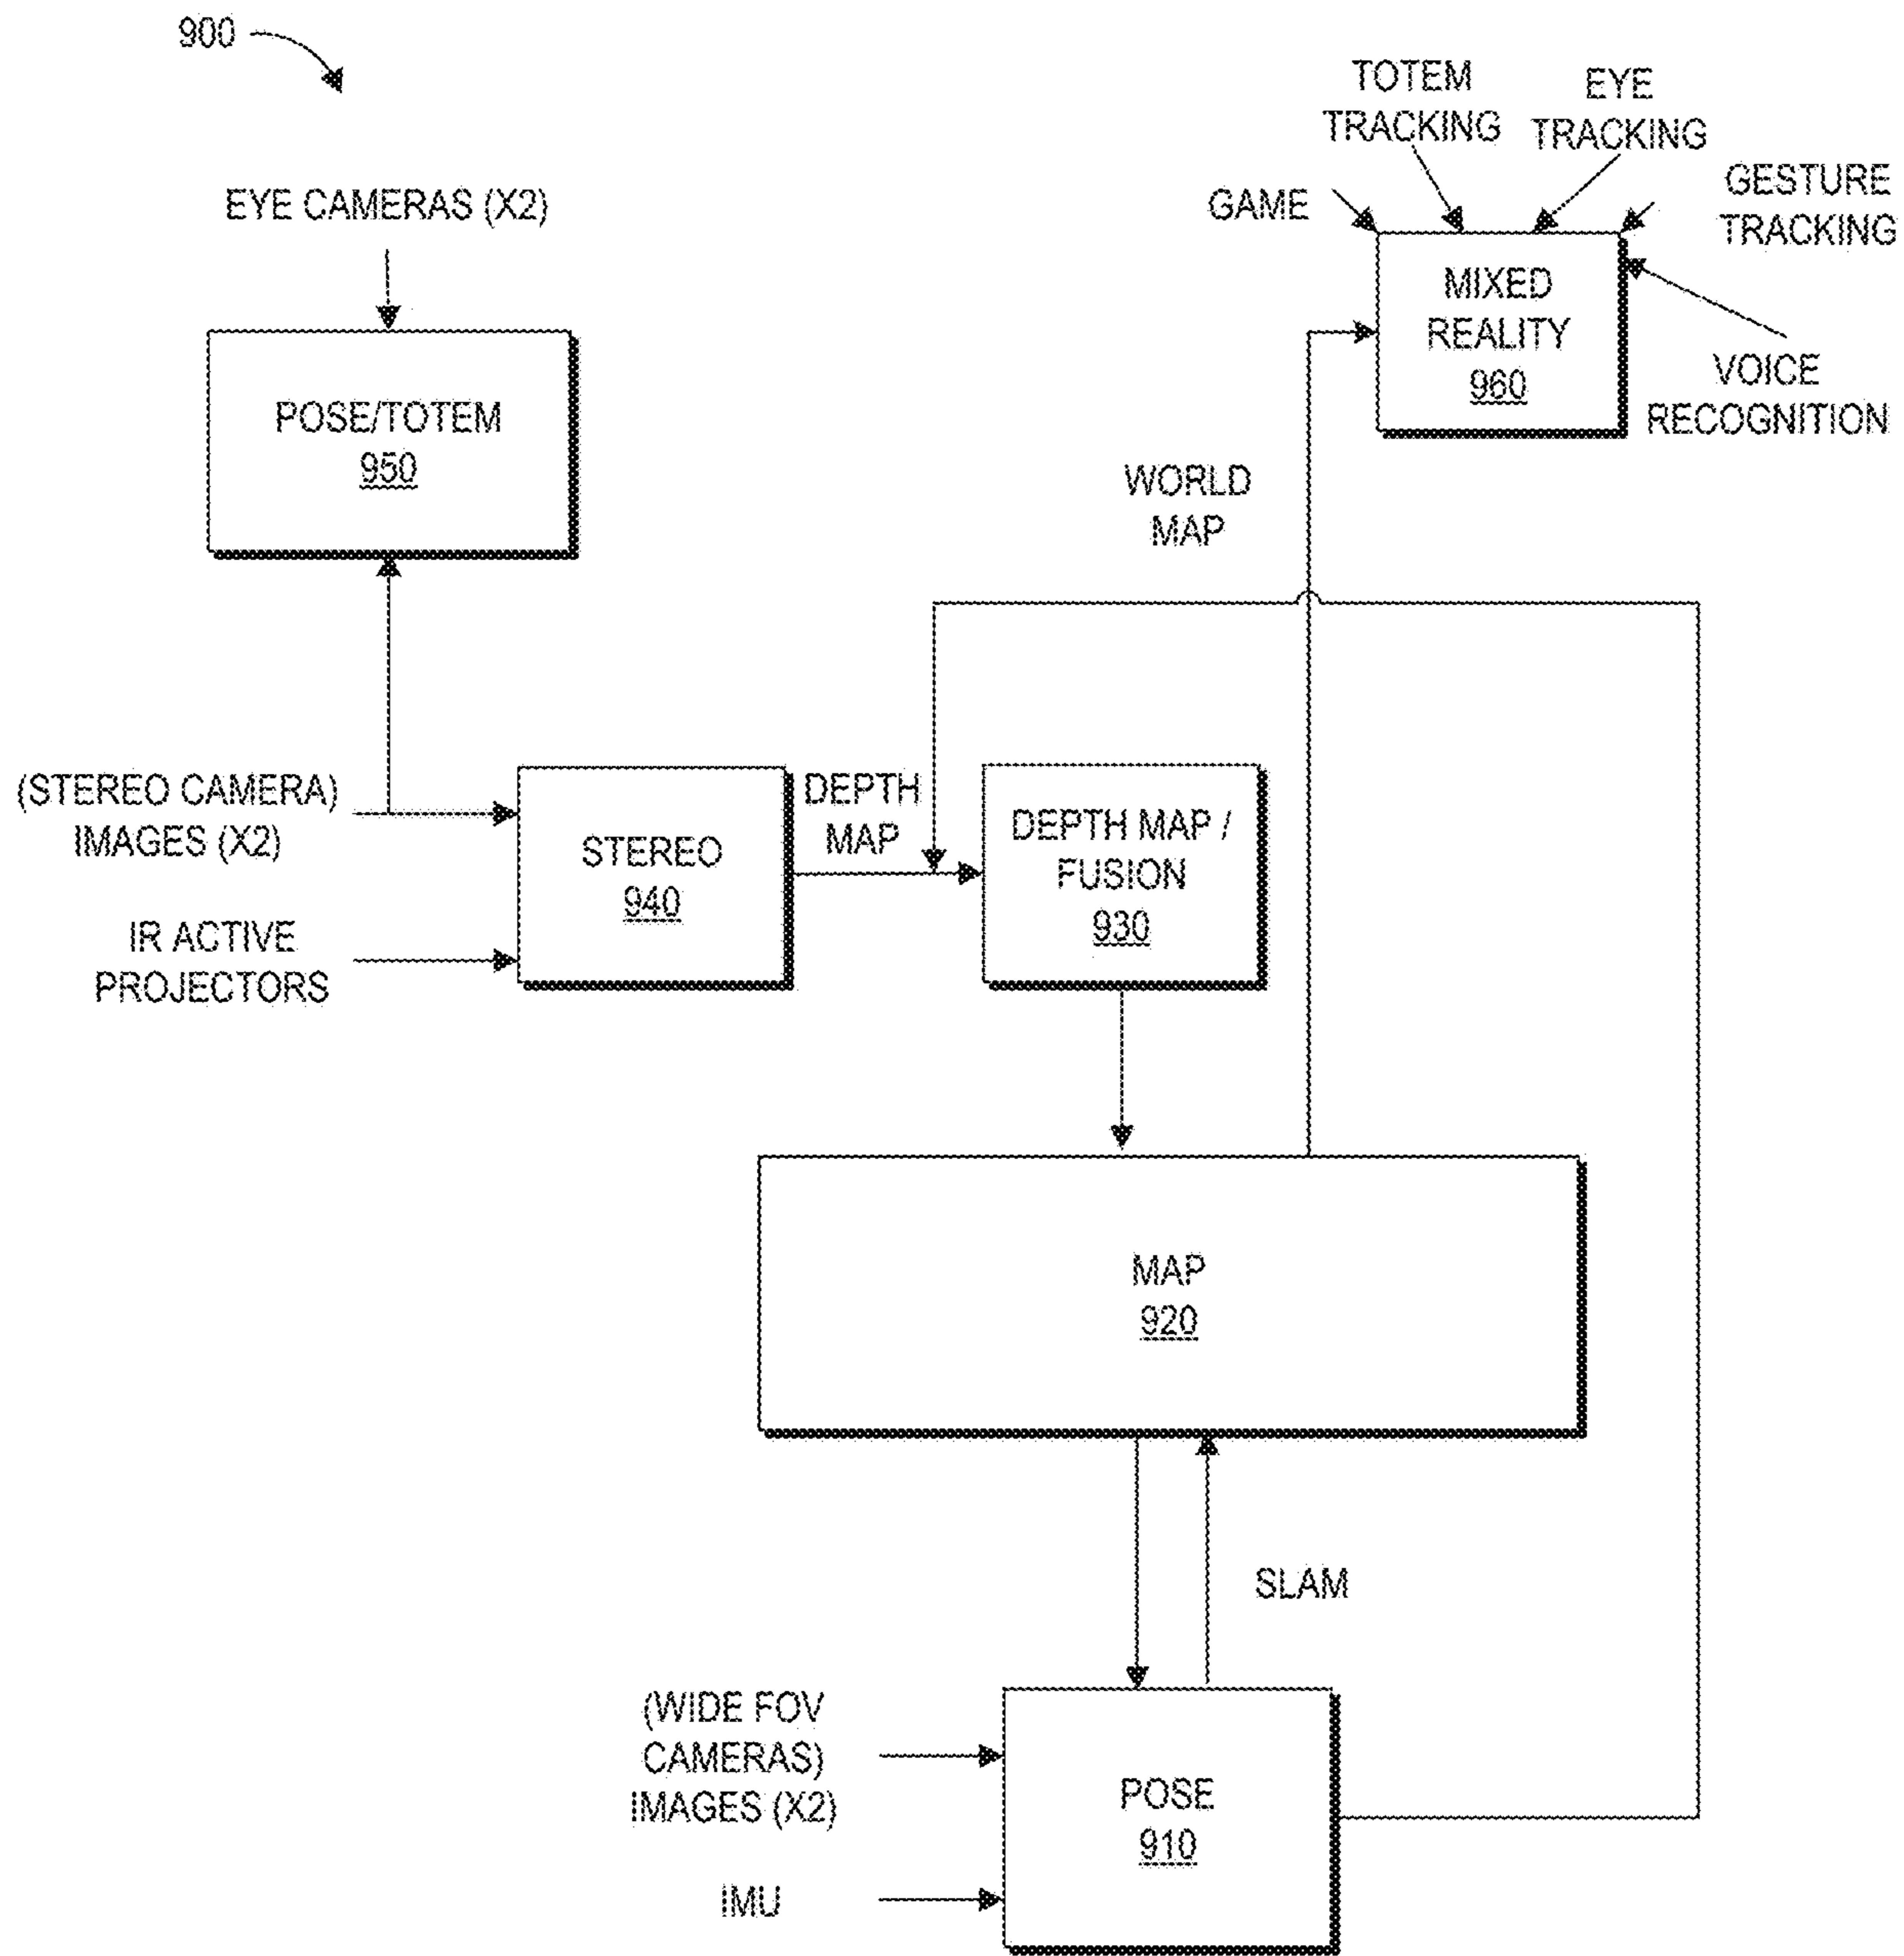 900
TOTEM
TRACKING
EYE
TRACKING
GAME
GESTURE
TRACKING
EYE CAMERAS (X2)
MIXED
REALITY
960
VOICE
RECOGNITION
POSE/TOTEM
950
WORLD
MAP
(STEREO CAMERA)
IMAGES (X2)
IR ACTIVE
PROJECTORS
STEREO
940
DEPTH
MAP
DEPTH MAP /
FUSION
930
MAP
920
SLAM
(WIDE FOV
CAMERAS)
IMAGES (X2)
IMU
POSE
910